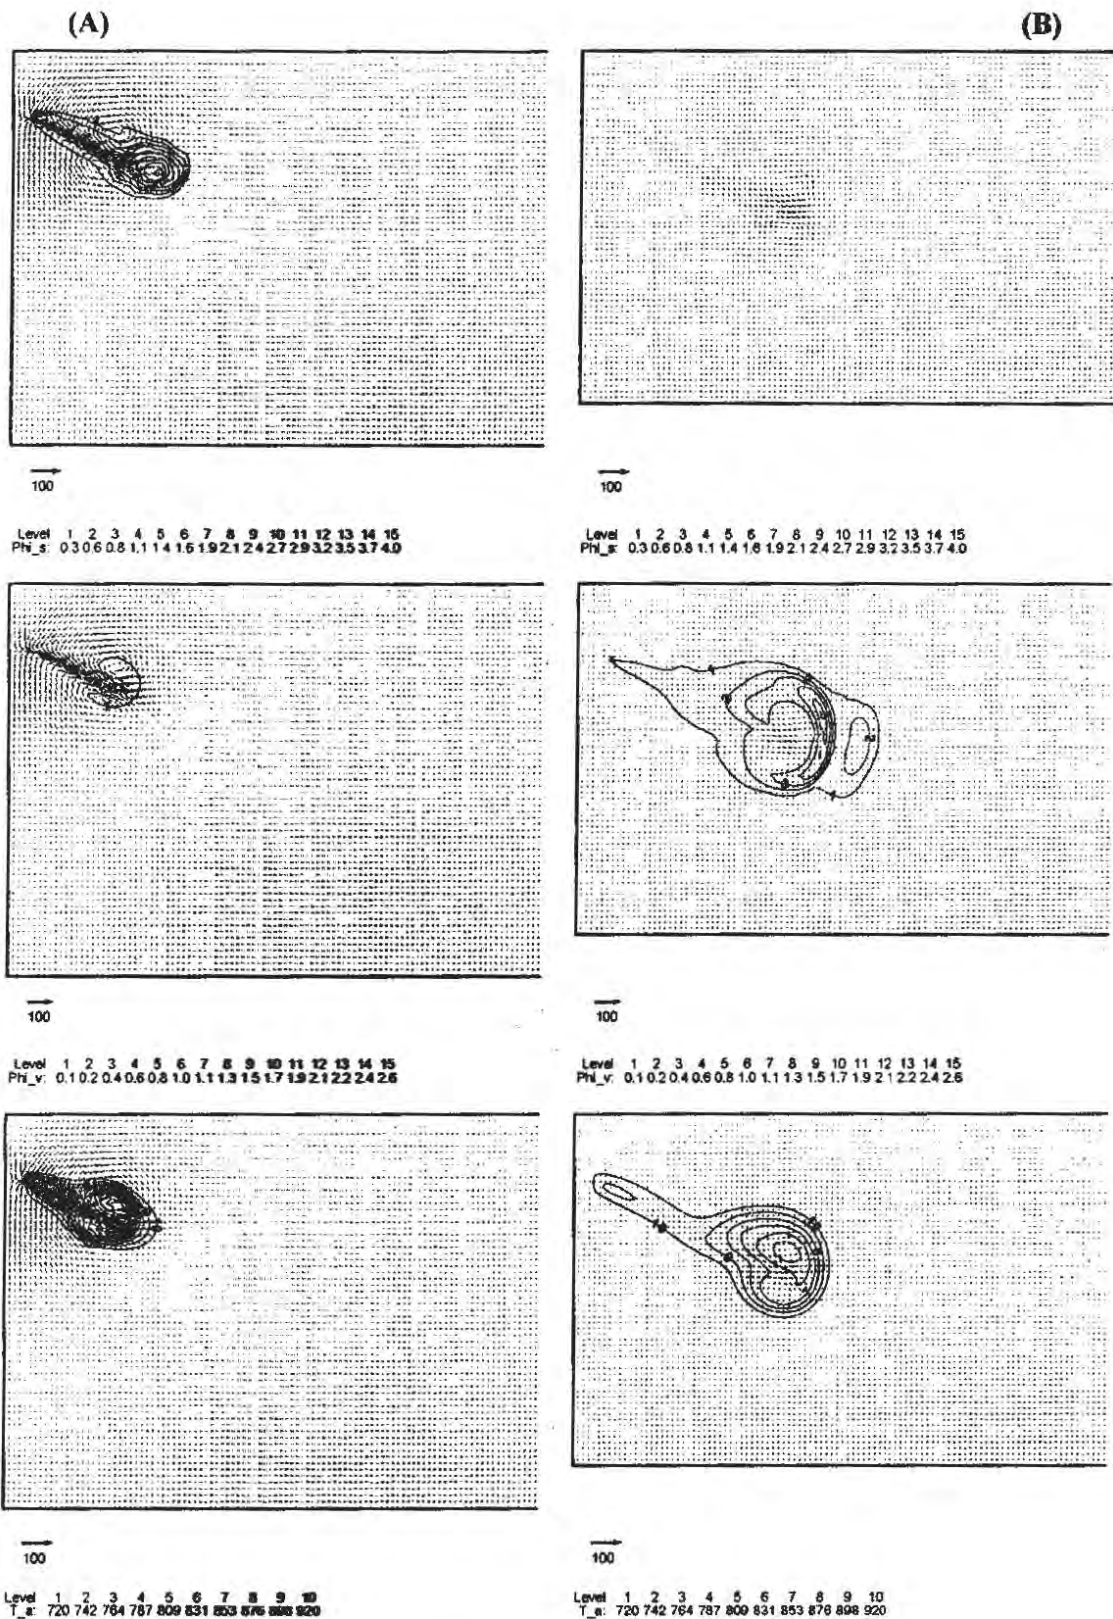 (A)
(B)
100
100
Level 1 2 3 4 5 6 7 8 9 10 11 12 13 14 15
Phi_s: 0.3 0.6 0.8 1.1 1.4 1.6 1.9 2.1 2.4 2.7 2.9 3.2 3.5 3.7 4.0
Level 1 2 3 4 5 6 7 8 9 10 11 12 13 14 15
Phi_s: 0.3 0.6 0.8 1.1 1.4 1.6 1.9 2.1 2.4 2.7 2.9 3.2 3.5 3.7 4.0
100
100
Level 1 2 3 4 5 6 7 8 9 10 11 12 13 14 15
Phi_v: 0.1 0.2 0.4 0.6 0.8 1.0 1.1 1.3 1.5 1.7 1.9 2.1 2.2 2.4 2.6
Level 1 2 3 4 5 6 7 8 9 10 11 12 13 14 15
Phi_v: 0.1 0.2 0.4 0.6 0.8 1.0 1.1 1.3 1.5 1.7 1.9 2.1 2.2 2.4 2.6
100
100
Level 1 2 3 4 5 6 7 8 9 10
T_a: 720 742 764 787 809 831 853 876 898 920
Level 1 2 3 4 5 6 7 8 9 10
T_a: 720 742 764 787 809 831 853 876 898 920